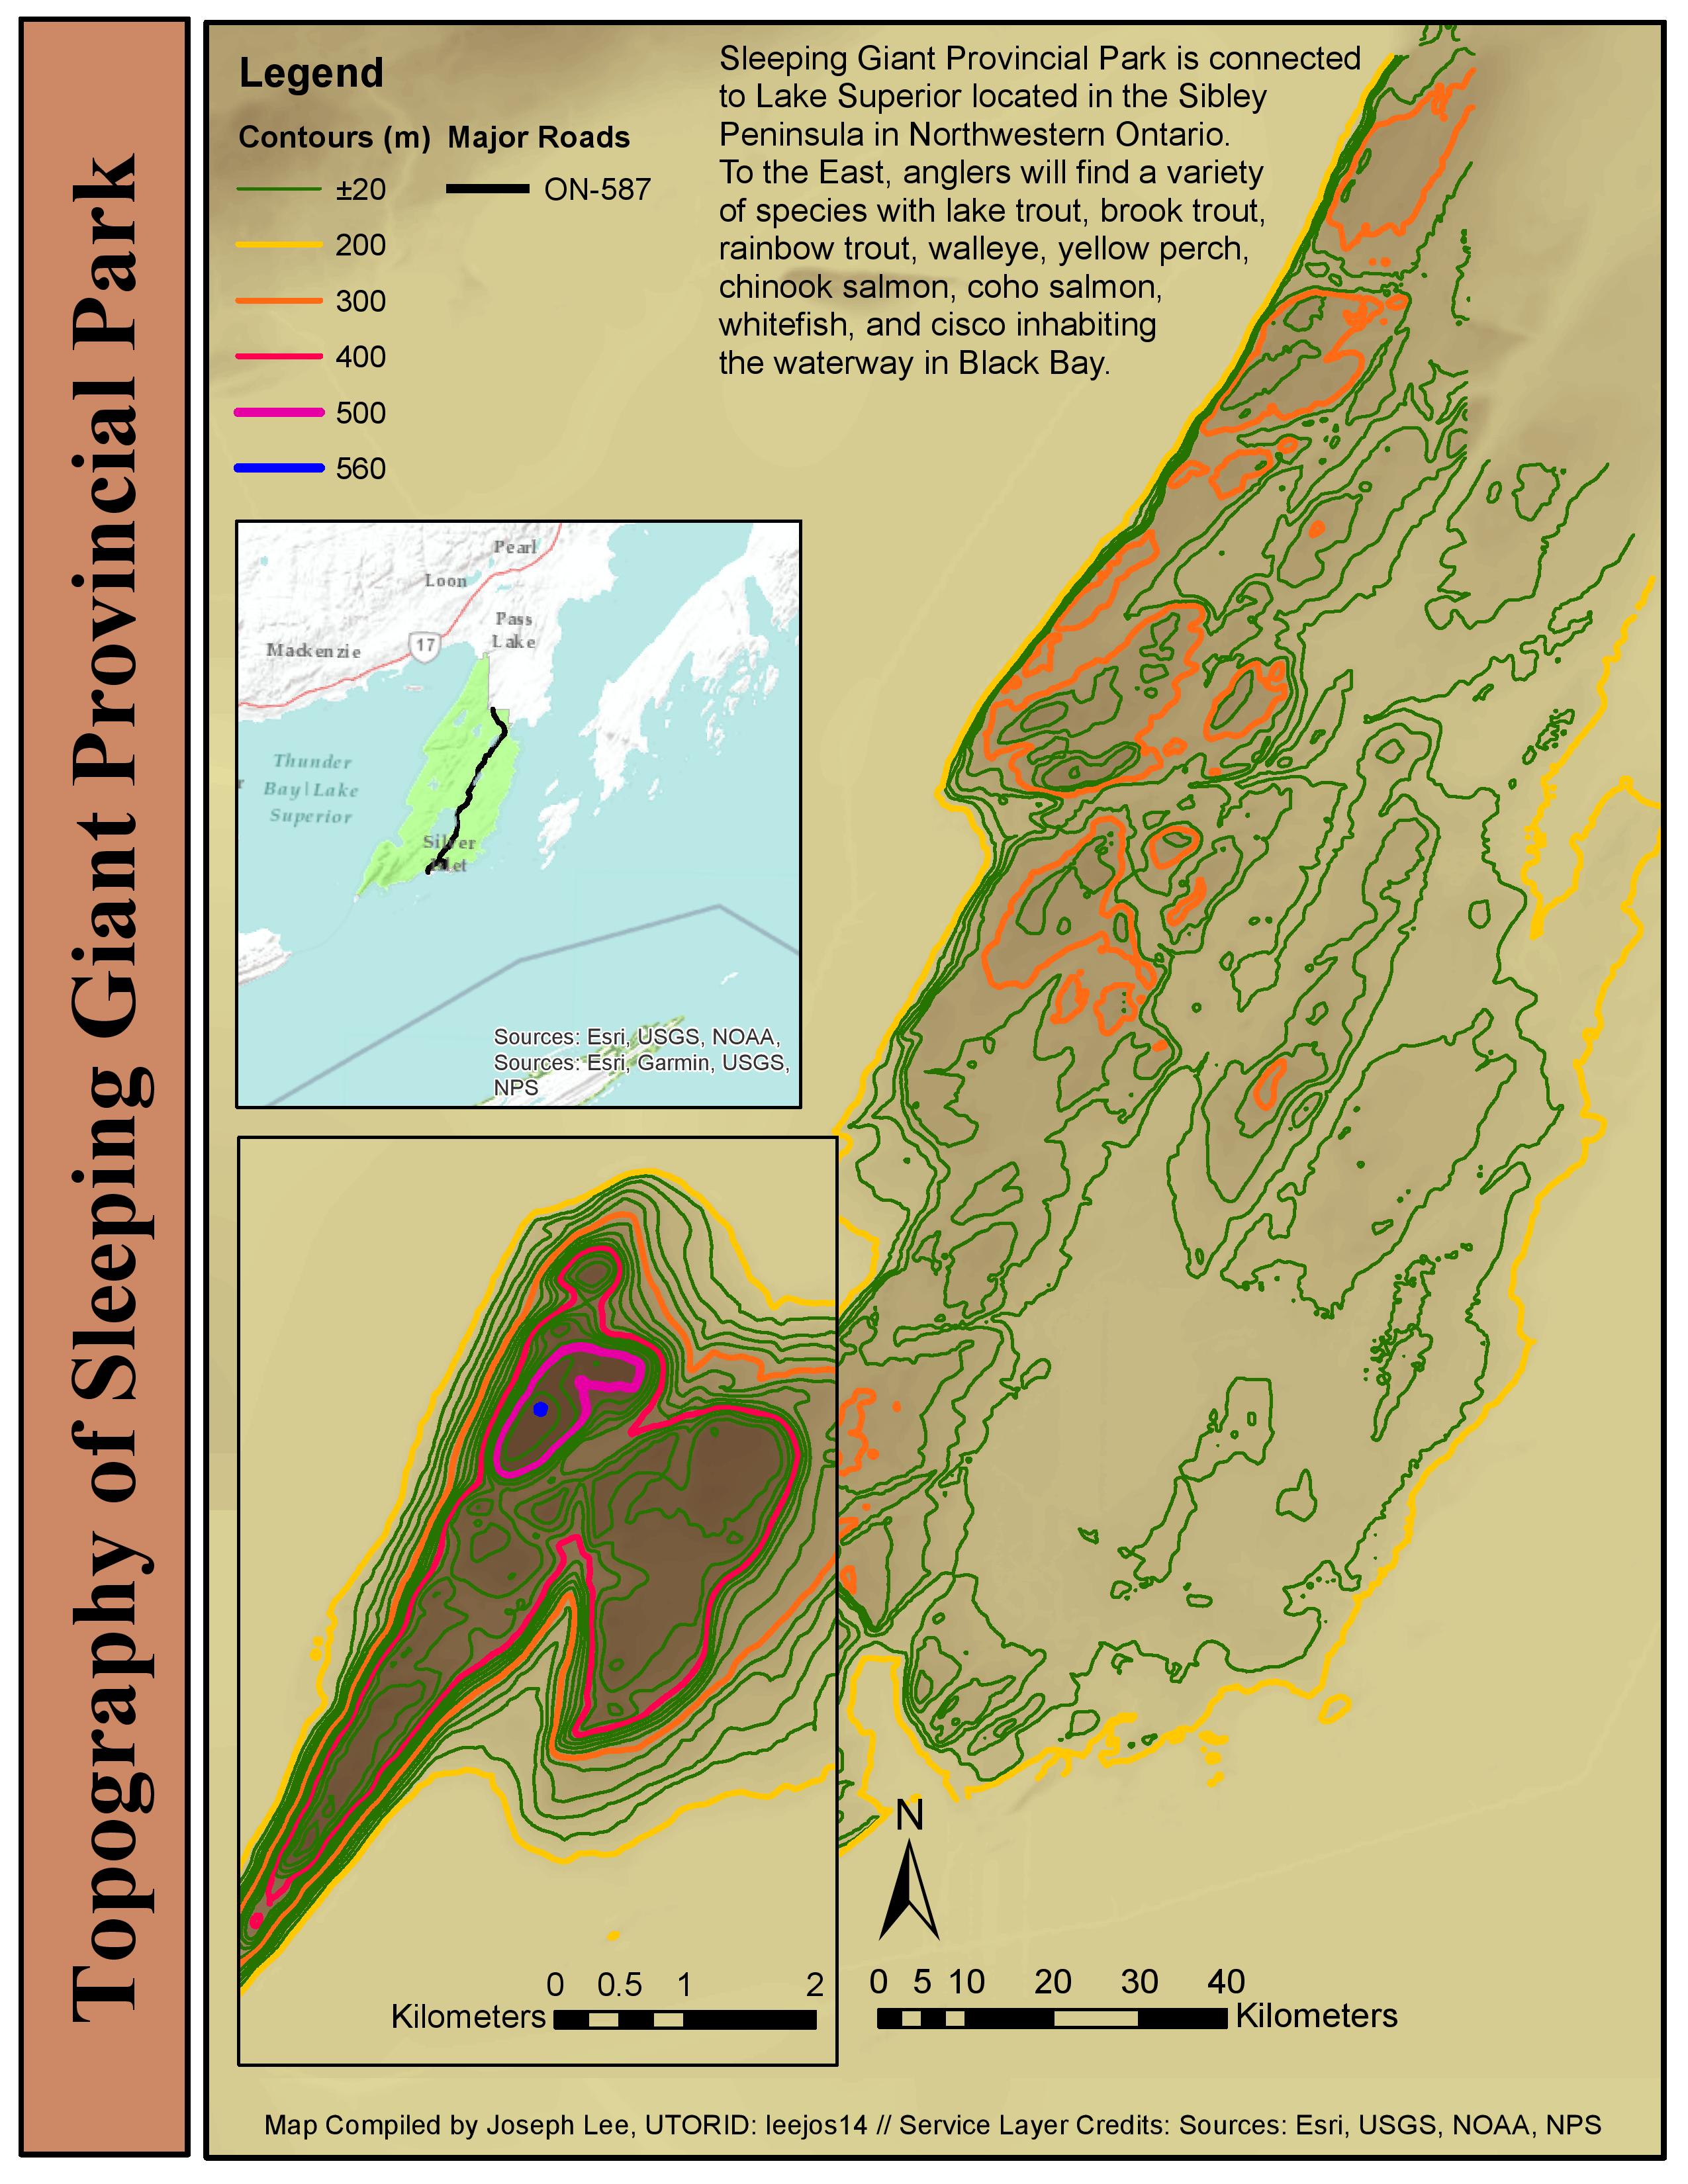 Topography of Sleeping Giant Provincial Park
Legend
Contours (m)
±20
200
300
400
500
560
Major Roads
ON-587
Sleeping Giant Provincial Park is connected
to Lake Superior located in the Sibley
Peninsula in Northwestern Ontario.
To the East, anglers will find a variety
of species with lake trout, brook trout,
rainbow trout, walleye, yellow perch,
chinook salmon, coho salmon,
whitefish, and cisco inhabiting
the waterway in Black Bay.
Pearl
Loon
Pass
Lake
17
Mackenzie
Thunder
Bay|Lake
Superior
Silver
Islet
Sources: Esri, USGS, NOAA,
Sources: Esri, Garmin, USGS,
NPS
N
0 0.5 1 2
Kilometers
0 5 10 20 30 40
Kilometers
Map Compiled by Joseph Lee, UTORID: leejos14 // Service Layer Credits: Sources: Esri, USGS, NOAA, NPS